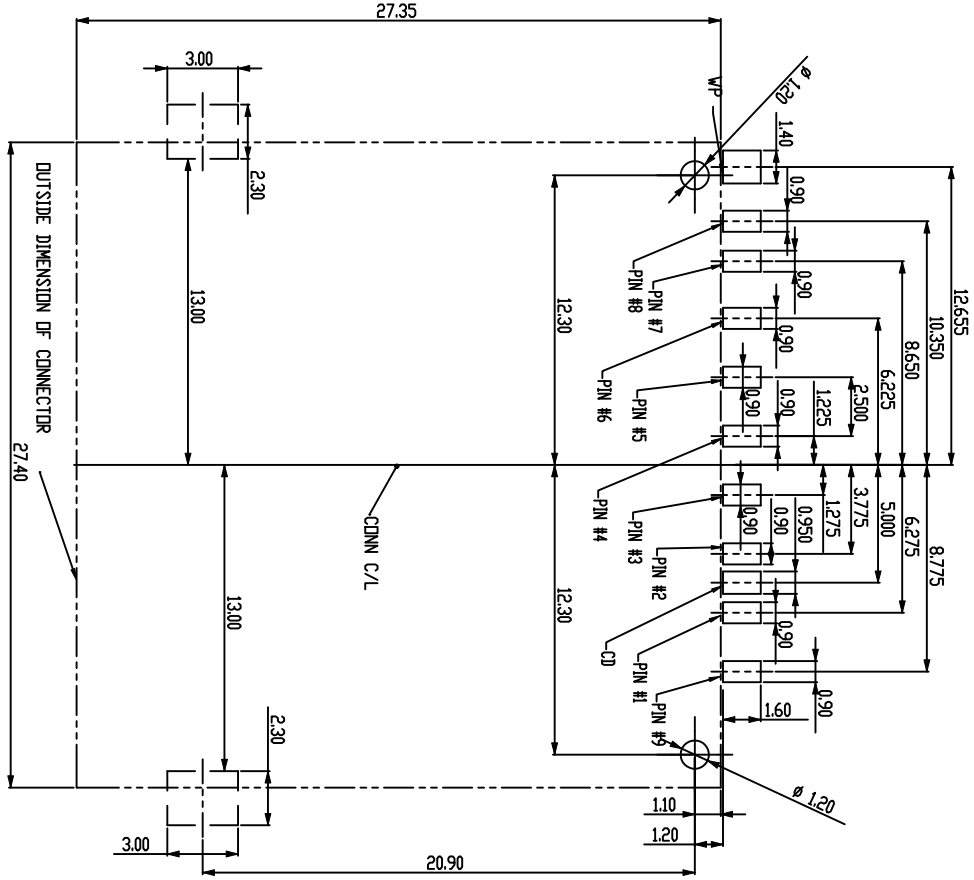 27.35
3.00
2.30
13.00
OUTSIDE DIMENSION OF CONNECTOR
27.40
WP
ø 1.20
1.40
0.90
0.90
0.90
0.90
0.90
12.655
10.350
8.650
6.225
2.500
1.225
PIN #8
PIN #7
PIN #6
PIN #5
PIN #4
12.30
CONN C/L
13.00
12.30
PIN #3
PIN #2
CD
PIN #1
PIN #9
0.90
0.90
0.950
1.275
3.775
5.000
6.275
8.775
0.90
0.90
1.60
ø 1.20
2.30
3.00
1.10
1.20
20.90